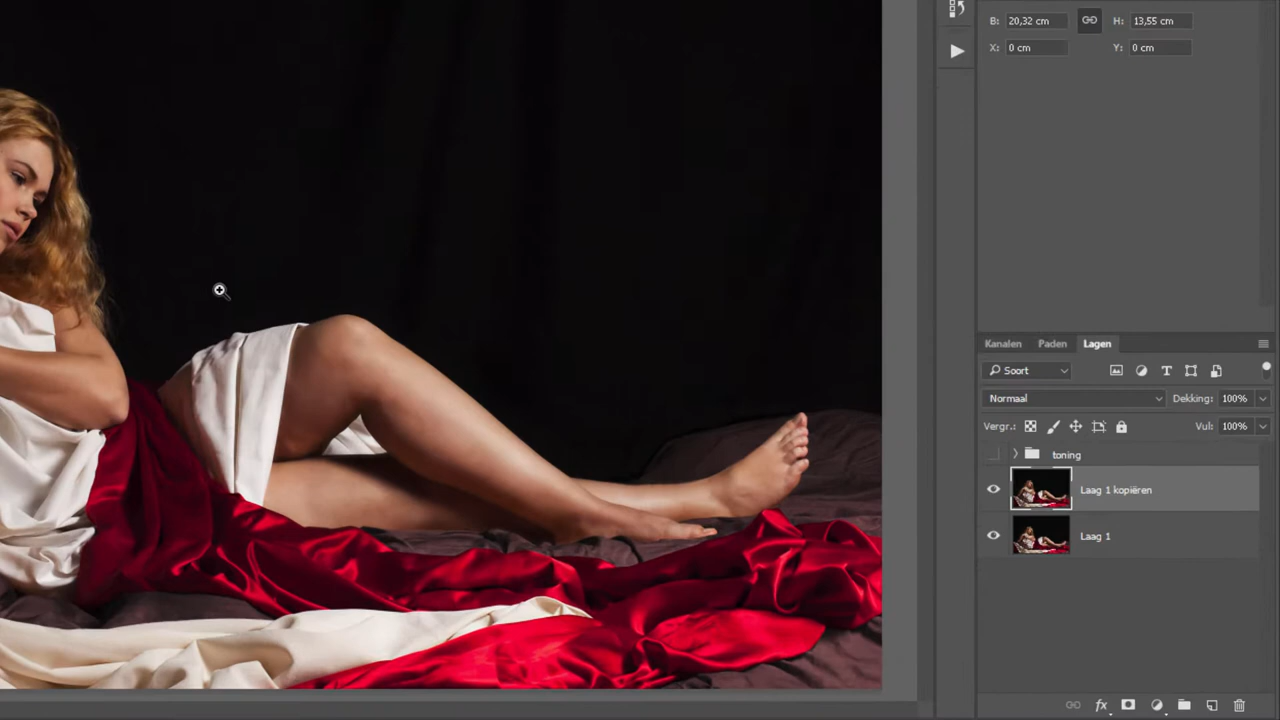 B: 20,32 cm H: 13,55 cm
X: 0 cm Y: 0 cm
Kanalen Paden Lagen
Soort
Normaal Dekking: 100%
Vergr.: Vul: 100%
toning
Laag 1 kopiëren
Laag 1
fx